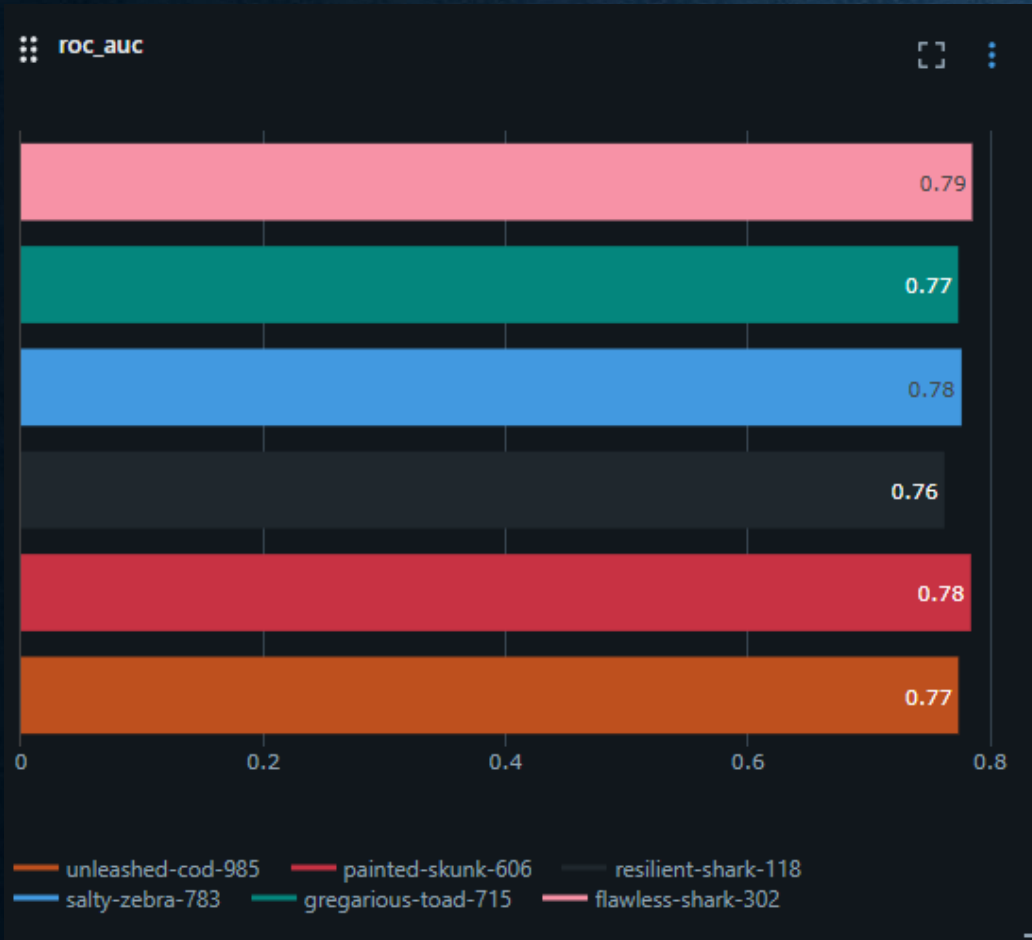 roc_auc
0.79
0.77
0.78
0.76
0.78
0.77
0 0.2 0.4 0.6 0.8
unleashed-cod-985 painted-skunk-606 resilient-shark-118
salty-zebra-783 gregarious-toad-715 flawless-shark-302